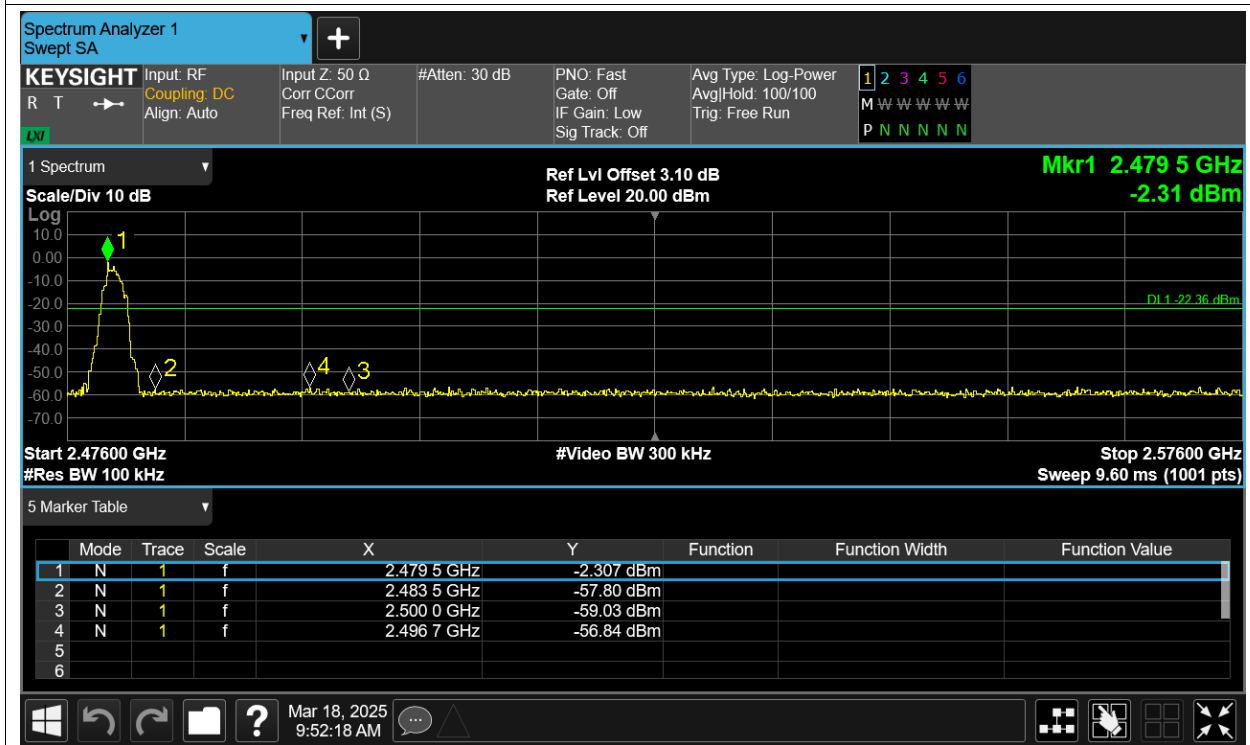 Spectrum Analyzer 1
Swept SA
+
KEYSIGHT
R T
LXI
Input: RF
Coupling: DC
Align: Auto
Input Z: 50 Ω
Corr CCorr
Freq Ref: Int (S)
#Atten: 30 dB
PNO: Fast
Gate: Off
IF Gain: Low
Sig Track: Off
Avg Type: Log-Power
Avg|Hold: 100/100
Trig: Free Run
1 2 3 4 5 6
M W W W W W
P N N N N N
1 Spectrum
Scale/Div 10 dB
Ref Lvl Offset 3.10 dB
Ref Level 20.00 dBm
Mkr1 2.479 5 GHz
-2.31 dBm
Log
10.0
0.00
-10.0
-20.0
-30.0
-40.0
-50.0
-60.0
-70.0
1
2
4
3
DL1 -22.36 dBm
Start 2.47600 GHz
#Res BW 100 kHz
#Video BW 300 kHz
Stop 2.57600 GHz
Sweep 9.60 ms (1001 pts)
5 Marker Table
Mode Trace Scale X Y Function Function Width Function Value
1 N 1 f 2.479 5 GHz -2.307 dBm
2 N 1 f 2.483 5 GHz -57.80 dBm
3 N 1 f 2.500 0 GHz -59.03 dBm
4 N 1 f 2.496 7 GHz -56.84 dBm
5
6
?
Mar 18, 2025
9:52:18 AM